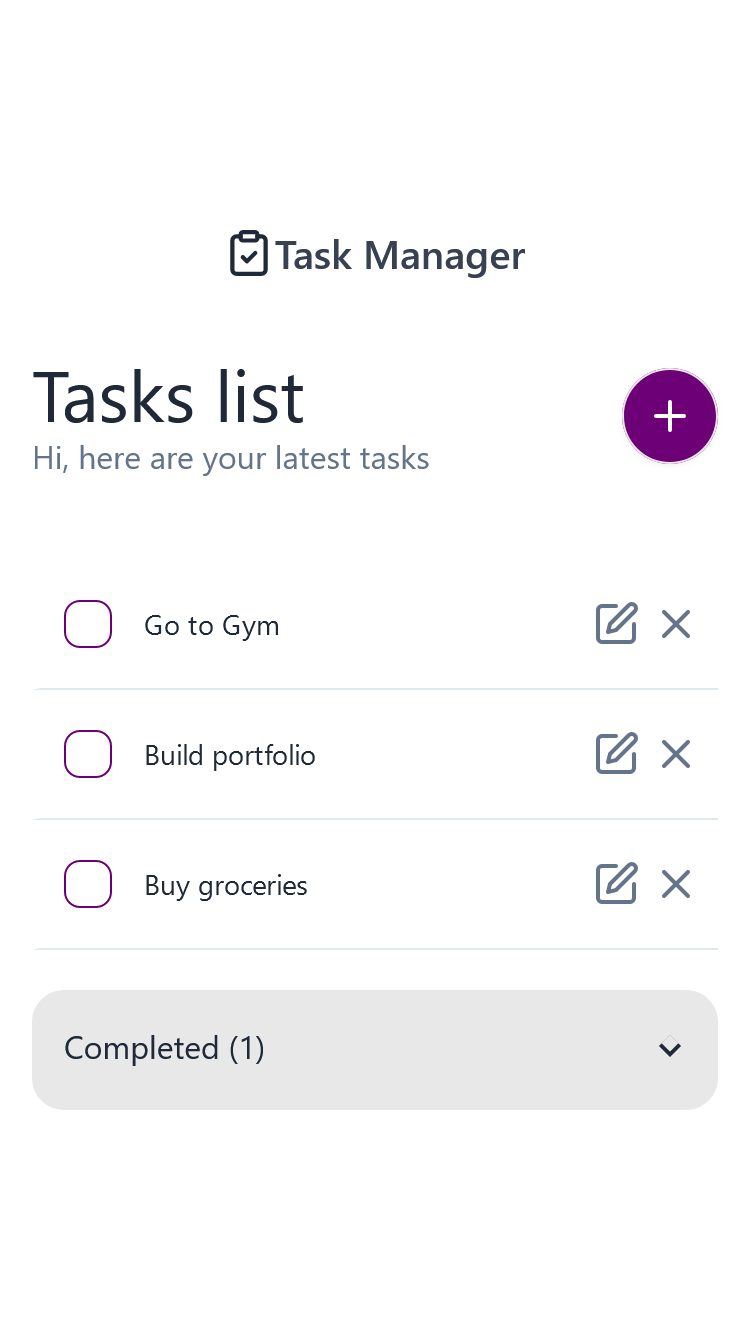 Task Manager
Tasks list
Hi, here are your latest tasks
Go to Gym
Build portfolio
Buy groceries
Completed (1)